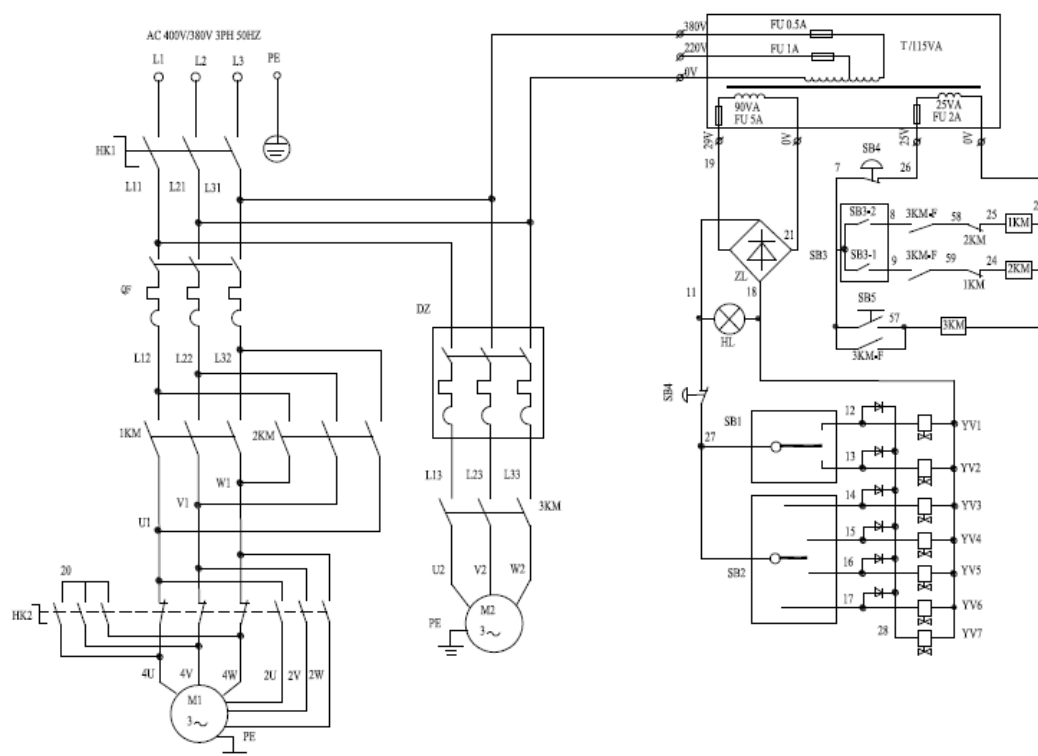 AC 400V/380V 3PH 50HZ
L1 L2 L3 PE
HK1
L11 L21 L31
QF
L12 L22 L32
1KM 2KM
W1
V1
U1
20
HK2
4U 4V 4W 2U 2V 2W
M1
3~
PE
DZ
L13 L23 L33
3KM
U2 V2 W2
M2
3~
PE
380V FU 0.5A
220V FU 1A
0V
T/115VA
90VA
FU 5A
25VA
FU 2A
29V 0V 25V 0V
19
SB4
7 26
21
ZL
18
11
HL
SB4
27
SB3
SB3-2 8 3KM-F 58 25 1KM 2
2KM
SB3-1 9 3KM-F 59 24 2KM
1KM
SB5
57
3KM
3KM-F
SB1
12 YV1
13 YV2
14 YV3
15 YV4
SB2
16 YV5
17 YV6
28 YV7